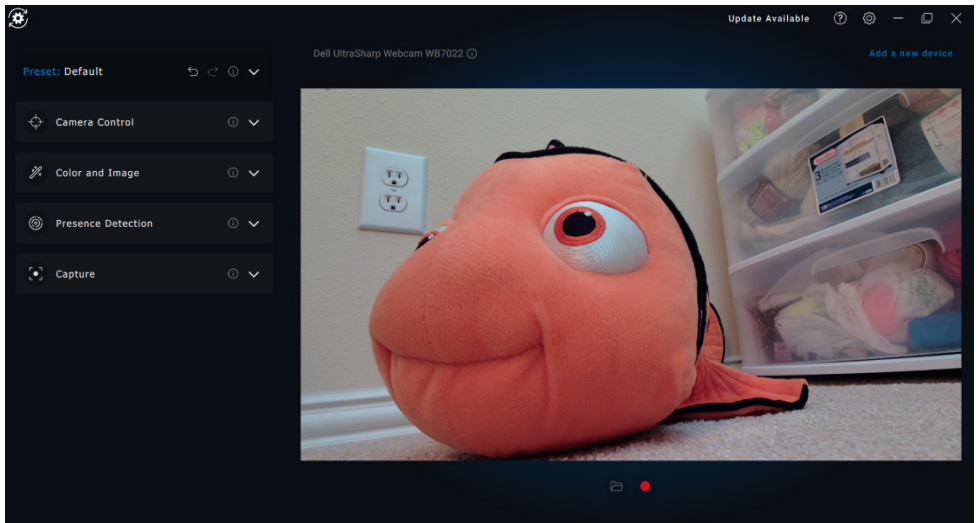 Update Available
Dell UltraSharp Webcam WB7022
Add a new device
Preset: Default
Camera Control
Color and Image
Presence Detection
Capture
3